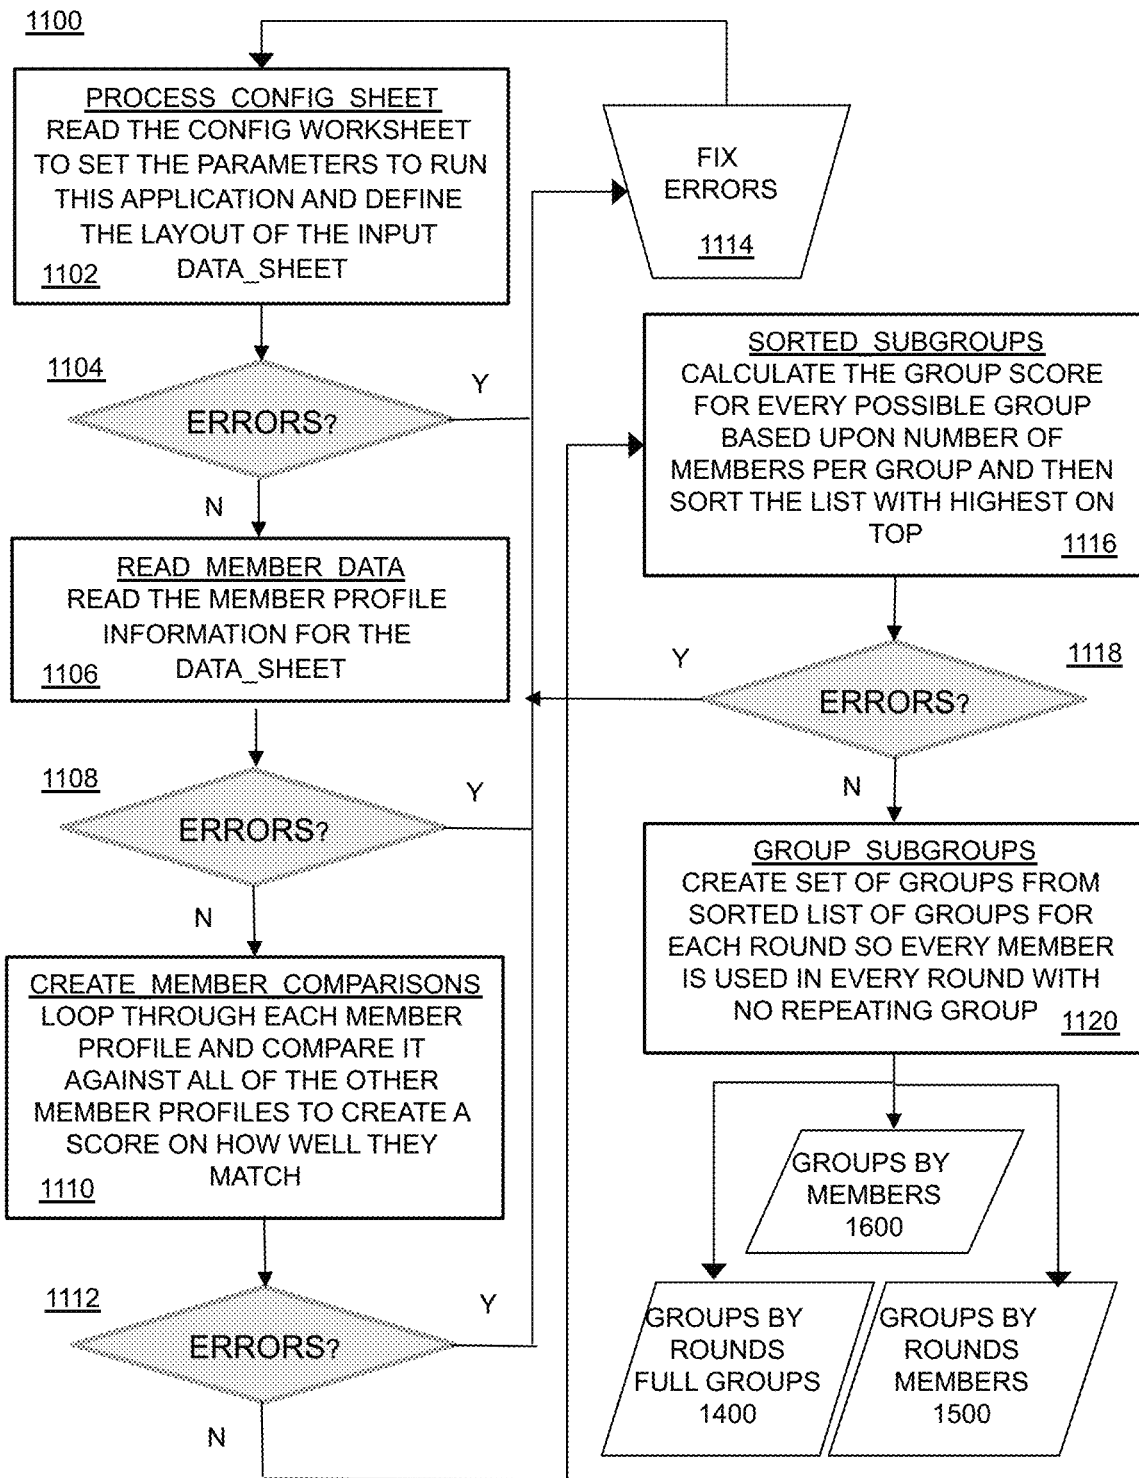 1100
PROCESS_CONFIG_SHEET
READ THE CONFIG WORKSHEET
TO SET THE PARAMETERS TO RUN
THIS APPLICATION AND DEFINE
THE LAYOUT OF THE INPUT
DATA_SHEET
1102
1104
ERRORS?
Y
N
READ_MEMBER_DATA
READ THE MEMBER PROFILE
INFORMATION FOR THE
DATA_SHEET
1106
1108
ERRORS?
Y
N
CREATE_MEMBER_COMPARISONS
LOOP THROUGH EACH MEMBER
PROFILE AND COMPARE IT
AGAINST ALL OF THE OTHER
MEMBER PROFILES TO CREATE A
SCORE ON HOW WELL THEY
MATCH
1110
1112
ERRORS?
Y
N
FIX
ERRORS
1114
SORTED_SUBGROUPS
CALCULATE THE GROUP SCORE
FOR EVERY POSSIBLE GROUP
BASED UPON NUMBER OF
MEMBERS PER GROUP AND THEN
SORT THE LIST WITH HIGHEST ON
TOP
1116
1118
ERRORS?
Y
N
GROUP_SUBGROUPS
CREATE SET OF GROUPS FROM
SORTED LIST OF GROUPS FOR
EACH ROUND SO EVERY MEMBER
IS USED IN EVERY ROUND WITH
NO REPEATING GROUP
1120
GROUPS BY
MEMBERS
1600
GROUPS BY
ROUNDS
FULL GROUPS
1400
GROUPS BY
ROUNDS
MEMBERS
1500